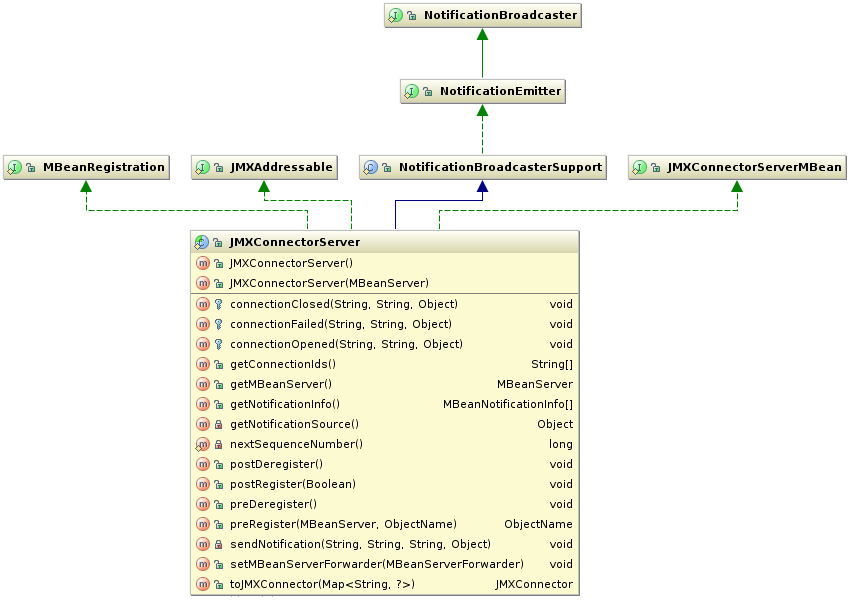 NotificationBroadcaster
NotificationEmitter
MBeanRegistration
JMXAddressable
NotificationBroadcasterSupport
JMXConnectorServerMBean
JMXConnectorServer
JMXConnectorServer()
JMXConnectorServer(MBeanServer)
connectionClosed(String, String, Object) void
connectionFailed(String, String, Object) void
connectionOpened(String, String, Object) void
getConnectionIds() String[]
getMBeanServer() MBeanServer
getNotificationInfo() MBeanNotificationInfo[]
getNotificationSource() Object
nextSequenceNumber() long
postDeregister() void
postRegister(Boolean) void
preDeregister() void
preRegister(MBeanServer, ObjectName) ObjectName
sendNotification(String, String, String, Object) void
setMBeanServerForwarder(MBeanServerForwarder) void
toJMXConnector(Map<String, ?>) JMXConnector